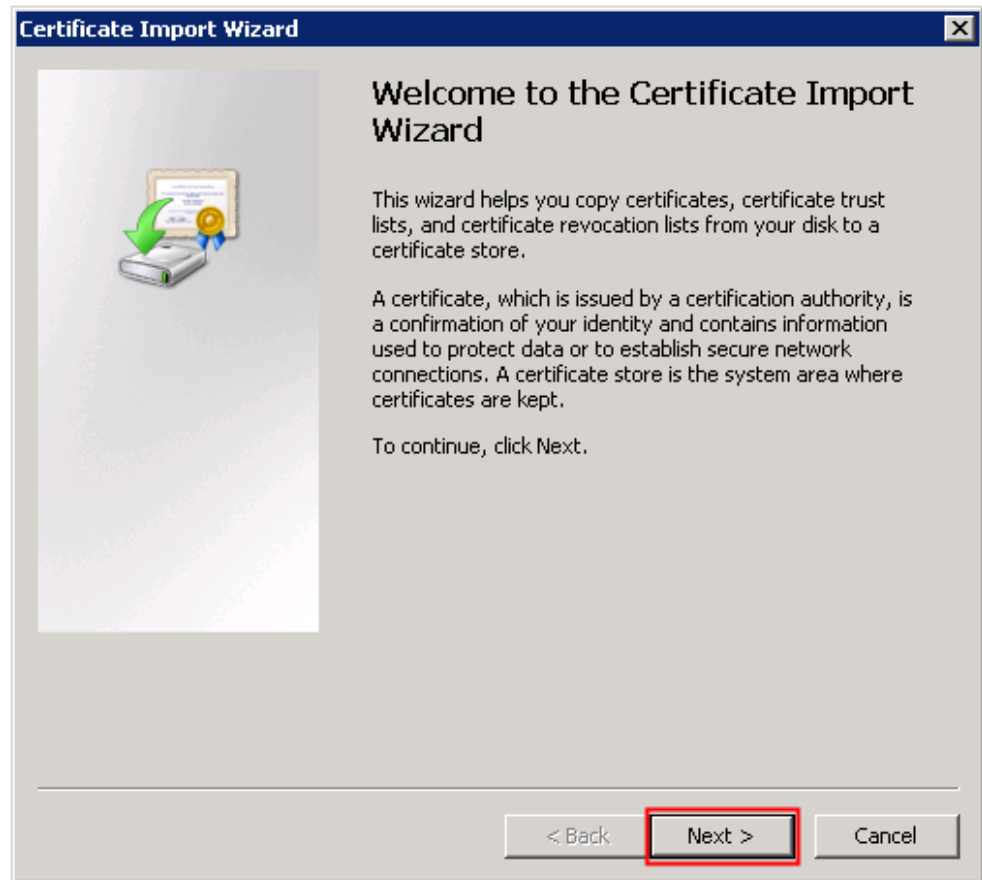 Certificate Import Wizard
Welcome to the Certificate Import
Wizard
This wizard helps you copy certificates, certificate trust
lists, and certificate revocation lists from your disk to a
certificate store.
A certificate, which is issued by a certification authority, is
a confirmation of your identity and contains information
used to protect data or to establish secure network
connections. A certificate store is the system area where
certificates are kept.
To continue, click Next.
< Back
Next >
Cancel